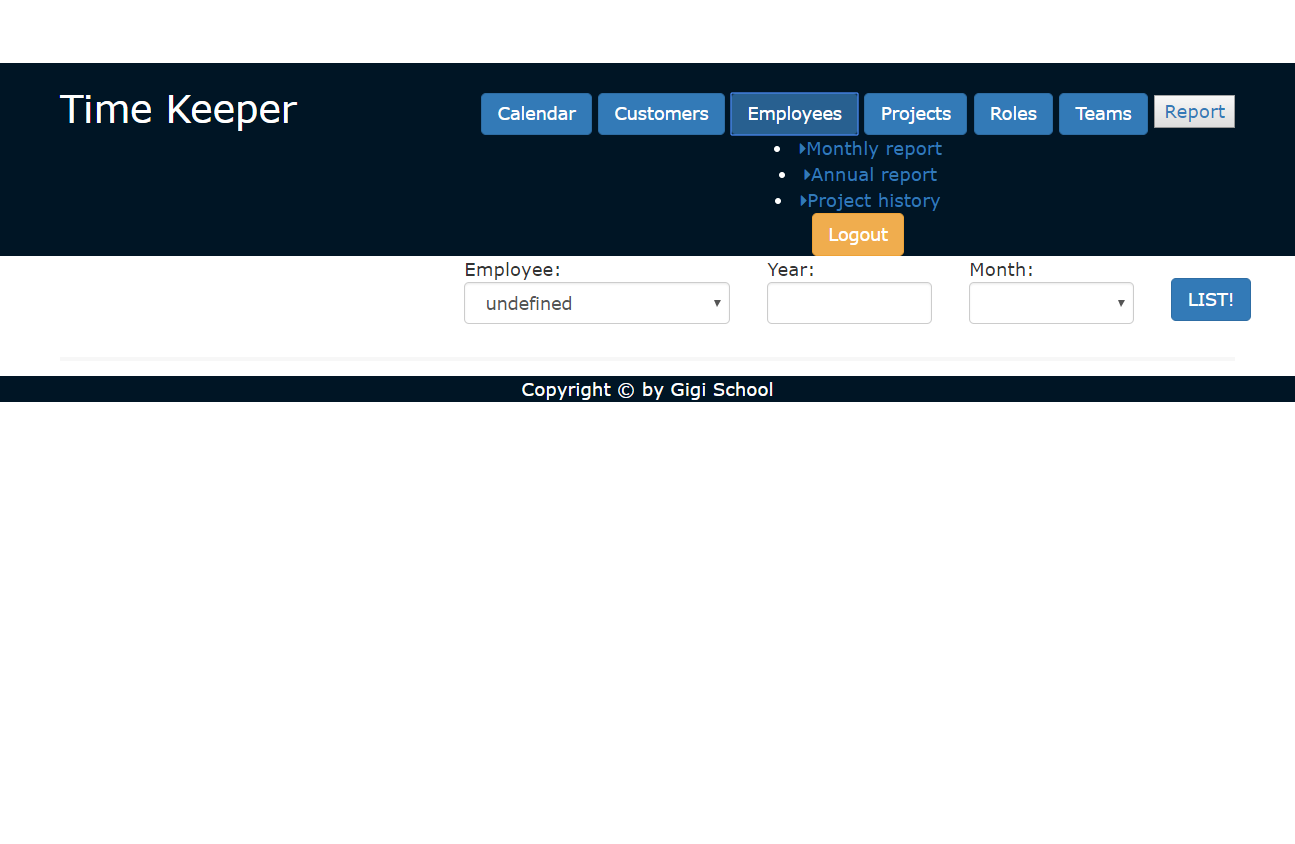 Time Keeper
Calendar Customers Employees Projects Roles Teams Report
Monthly report
Annual report
Project history
Logout
Employee: Year: Month:
undefined LIST!
Copyright © by Gigi School